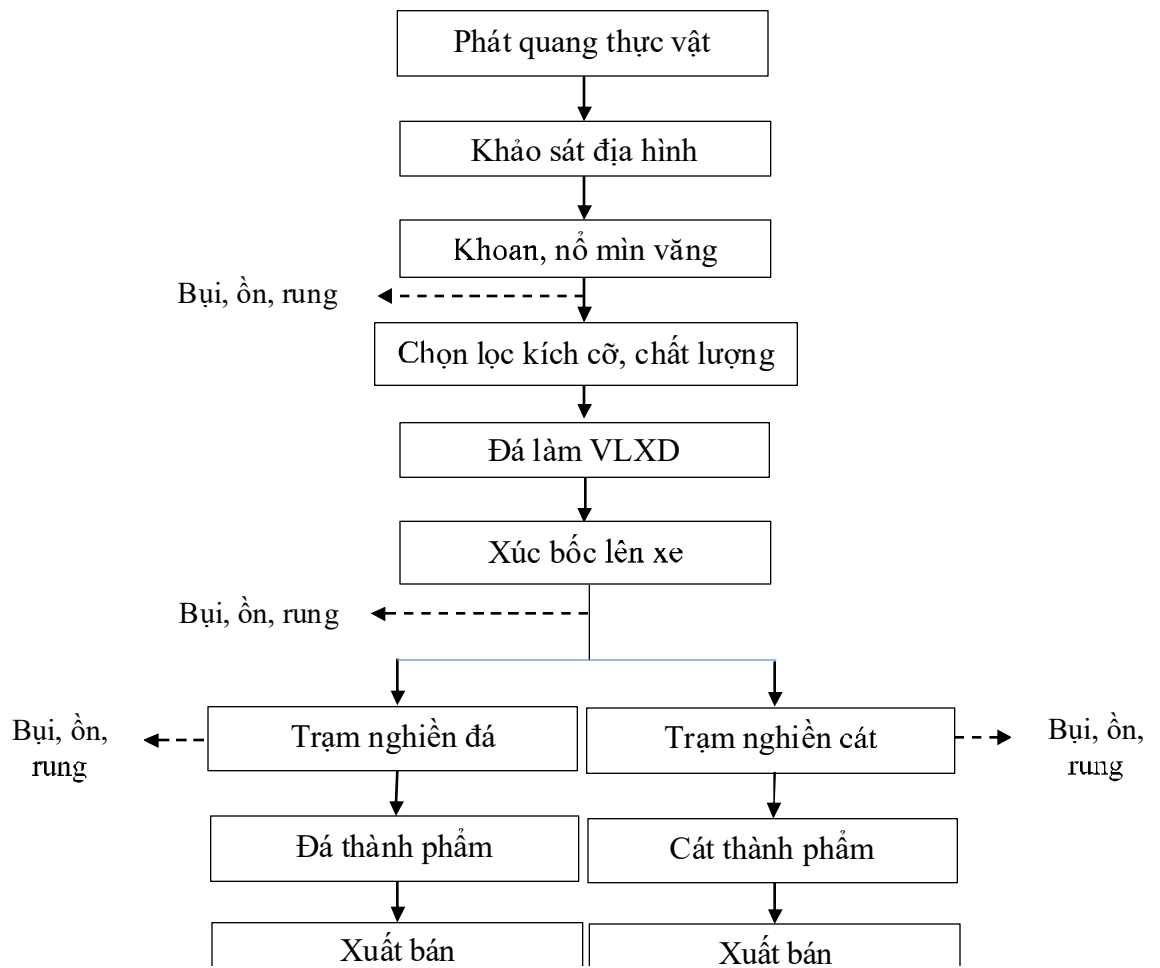 Phát quang thực vật
Khảo sát địa hình
Khoan, nổ mìn văng
Bụi, ồn, rung
Chọn lọc kích cỡ, chất lượng
Đá làm VLXD
Xúc bốc lên xe
Bụi, ồn, rung
Bụi, ồn,
rung
Trạm nghiền đá
Trạm nghiền cát
Bụi, ồn,
rung
Đá thành phẩm
Cát thành phẩm
Xuất bán
Xuất bán